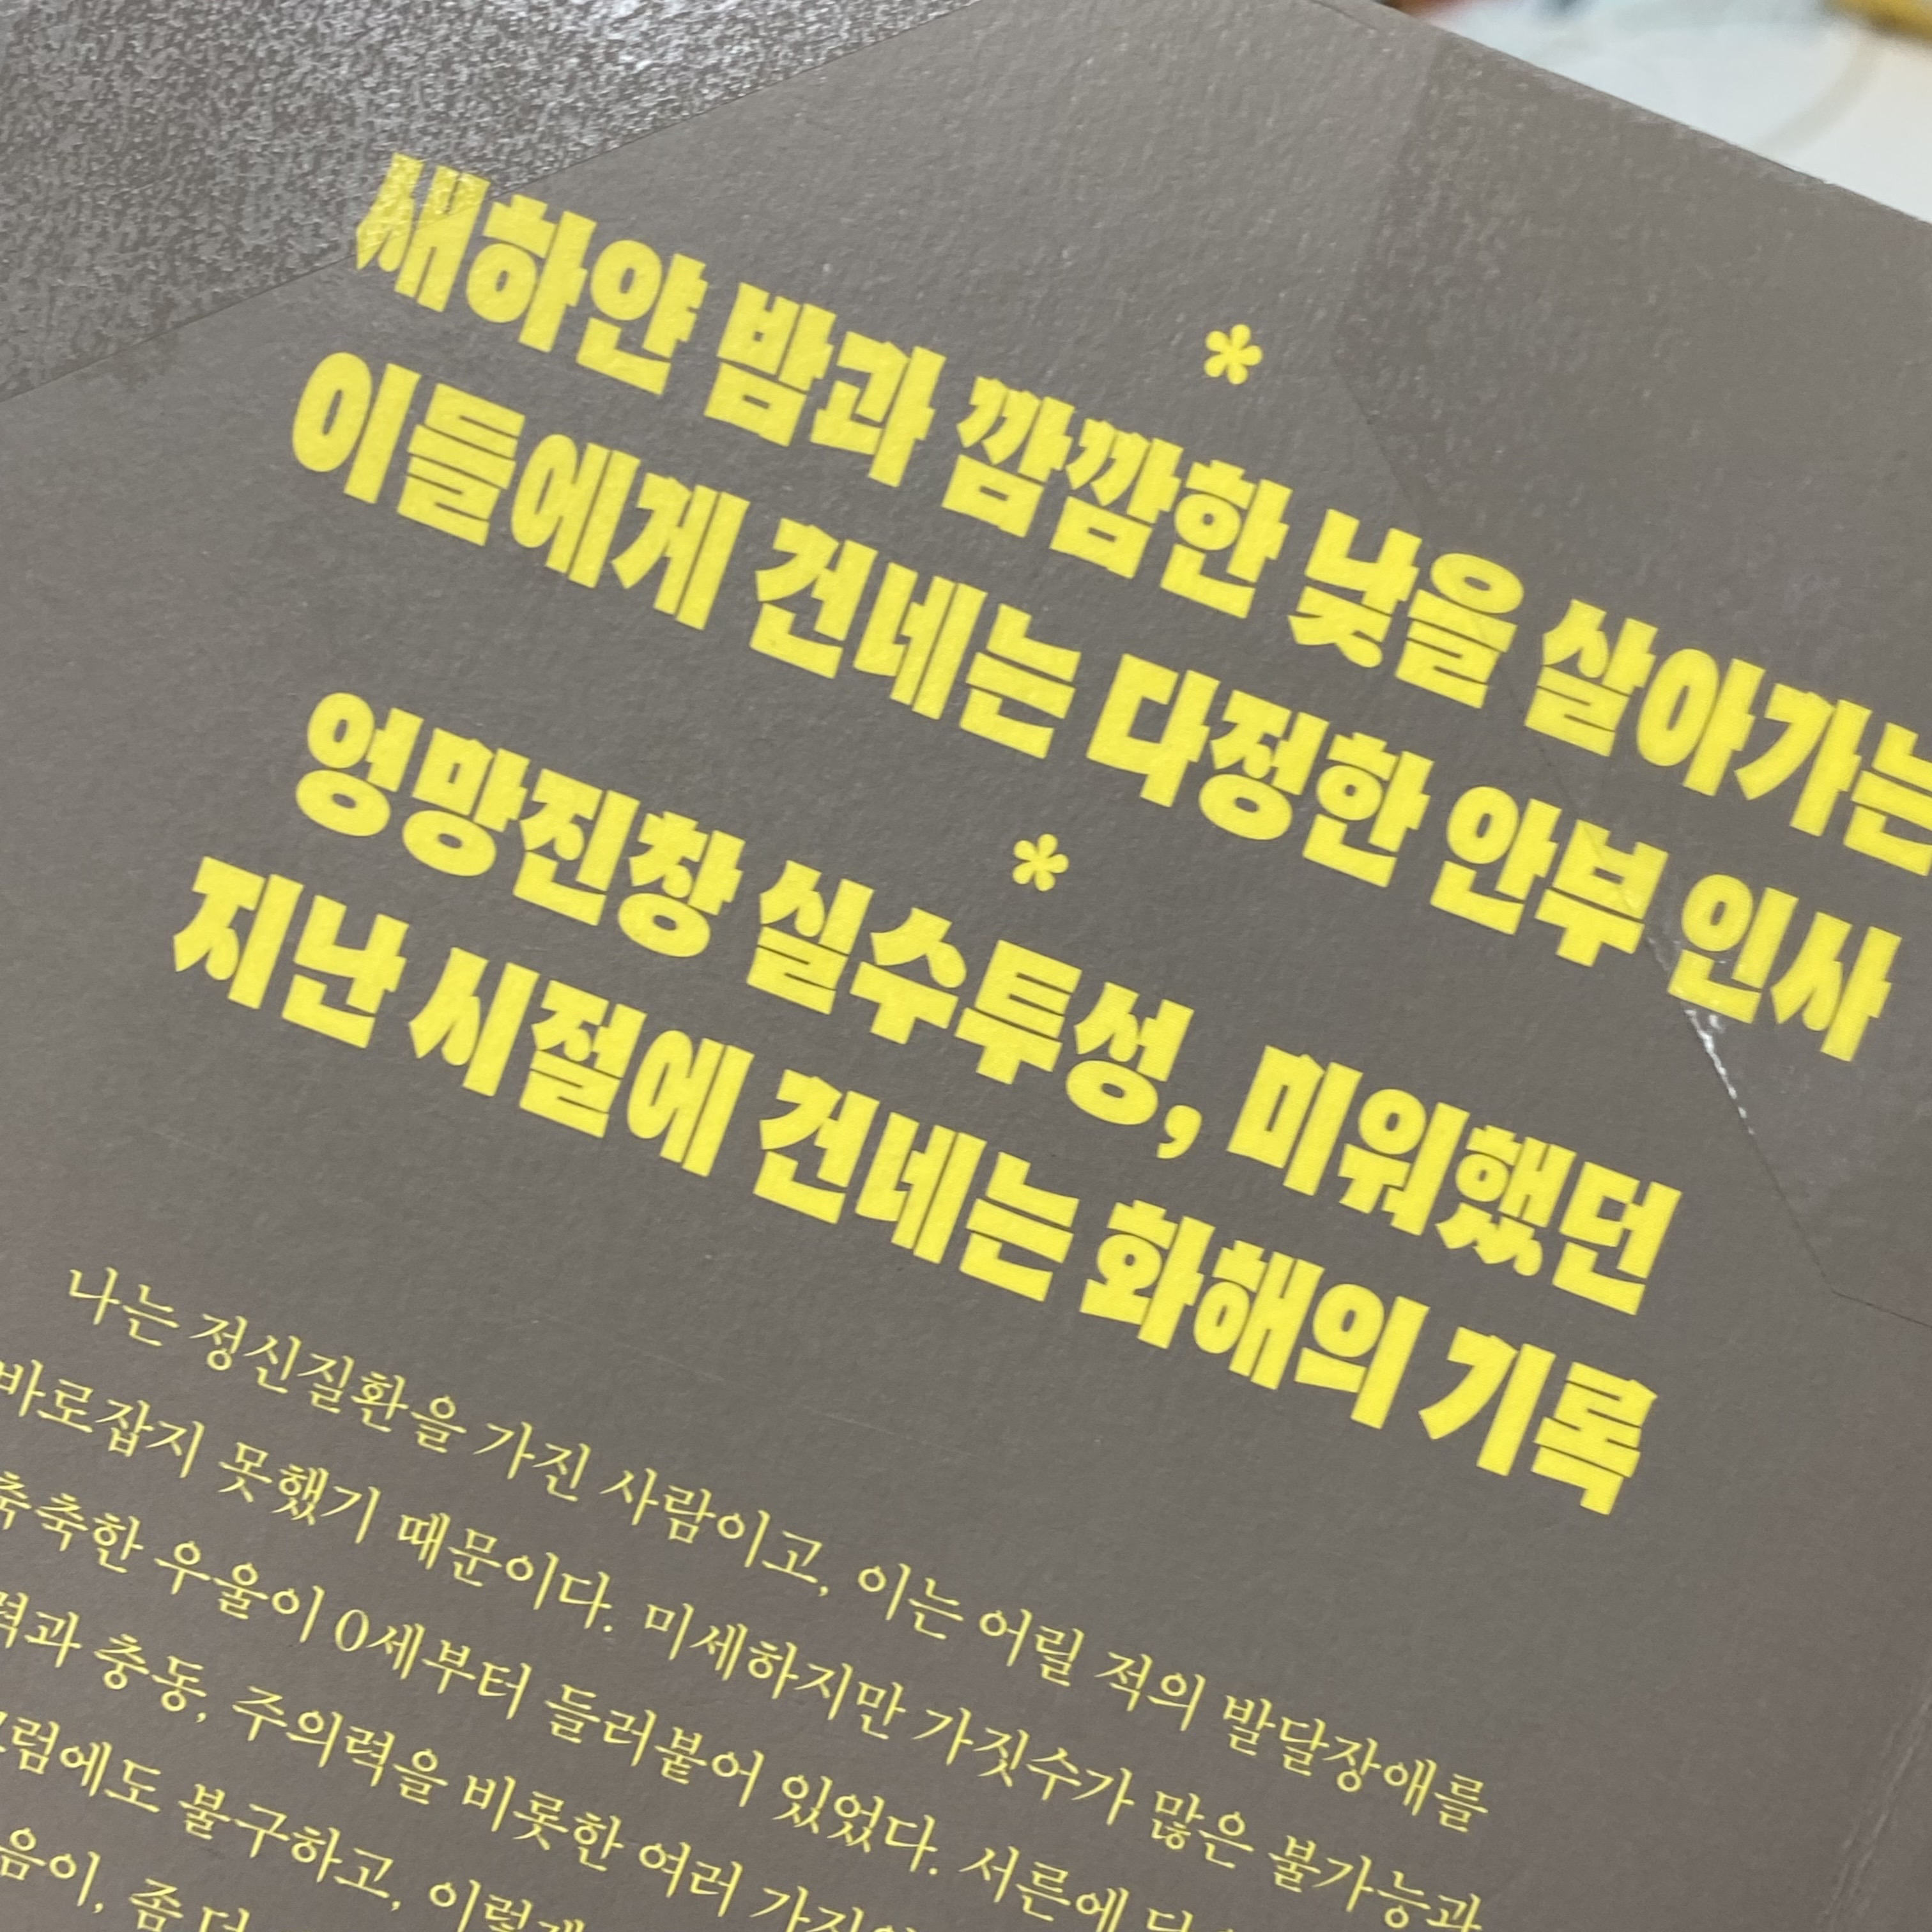 *
새하얀 밤과 깜깜한 낮을 살아가는
이들에게 건네는 다정한 안부 인사
*
엉망진창 실수투성, 미워했던
지난 시절에 건네는 화해의 기록
나는 정신질환을 가진 사람이고, 이는 어릴 적의 발달장애를
바로잡지 못했기 때문이다. 미세하지만 가짓수가 많은 불가능과
축축한 우울이 0세부터 들러붙어 있었다. 서른에
충동, 주의력을 비롯한 여러
불구하고,
좀 더